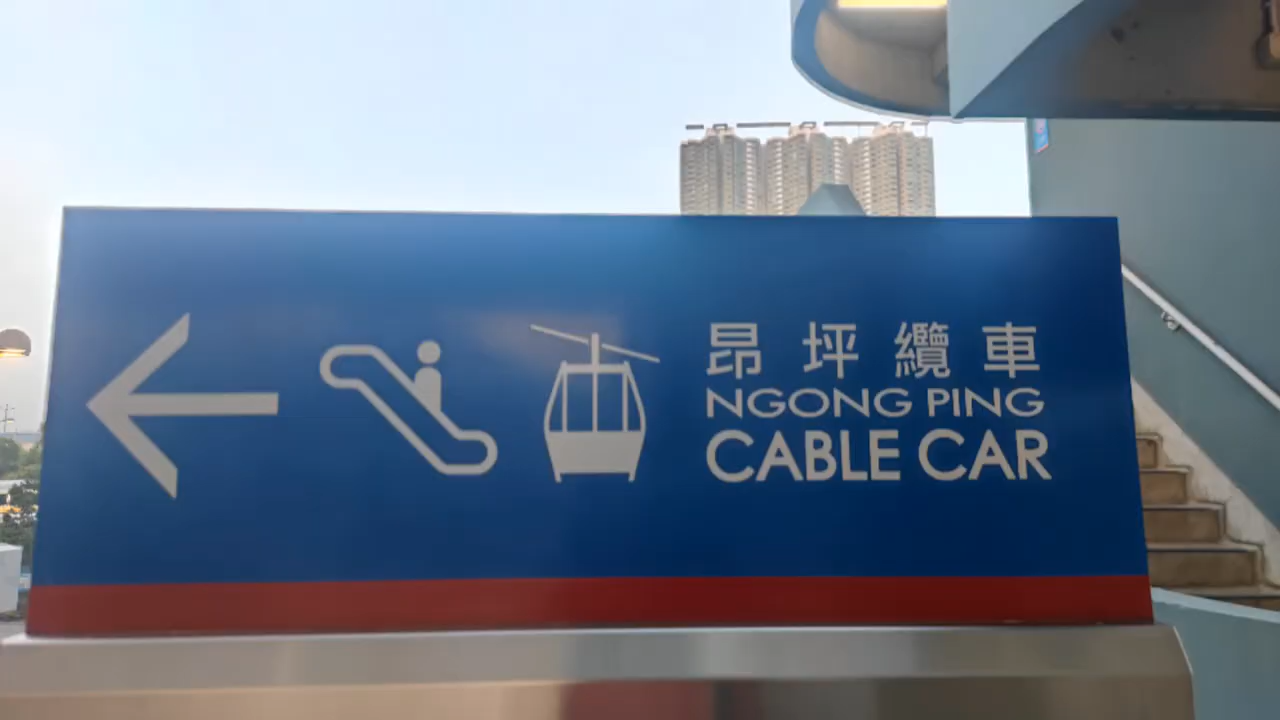 昂坪纜車
NGONG PING
CABLE CAR